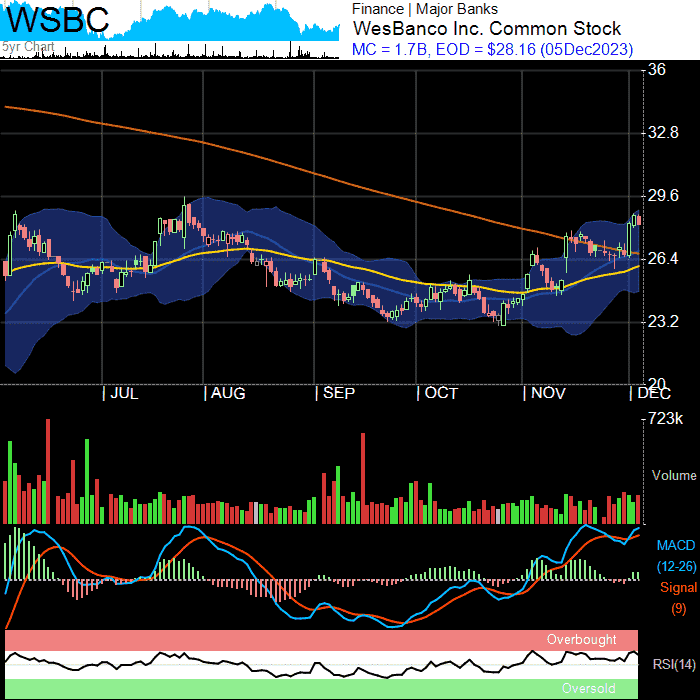 WSBC
5yr Chart
Finance | Major Banks
WesBanco Inc. Common Stock
MC = 1.7B, EOD = $28.16 (05Dec2023)
36
32.8
29.6
26.4
23.2
20
| JUL | AUG | SEP | OCT | NOV | DEC
723k
Volume
MACD
(12-26)
Signal
(9)
Overbought
RSI(14)
Oversold